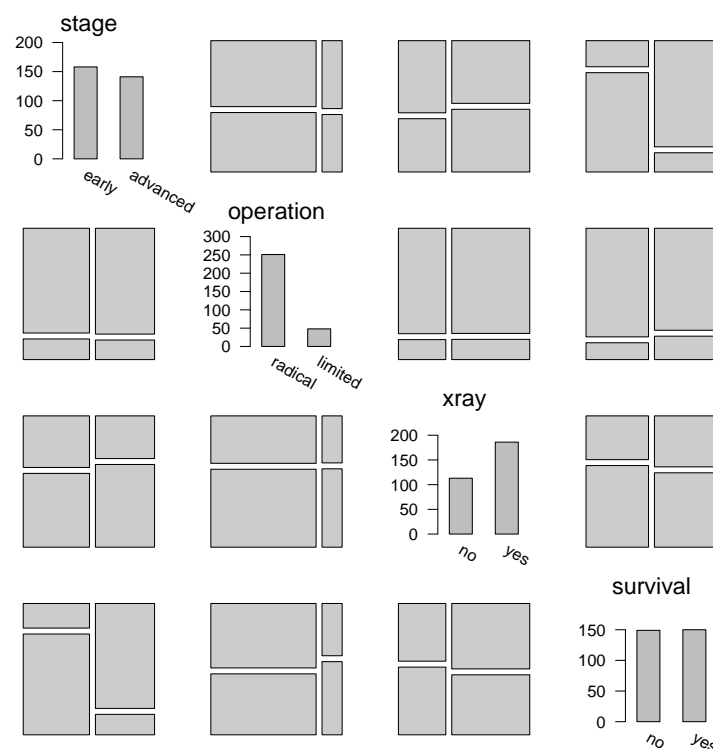 stage
200
150
100
50
0
early
advanced
operation
300
250
200
150
100
50
0
radical
limited
xray
200
150
100
50
0
no
yes
survival
150
100
50
0
no
yes